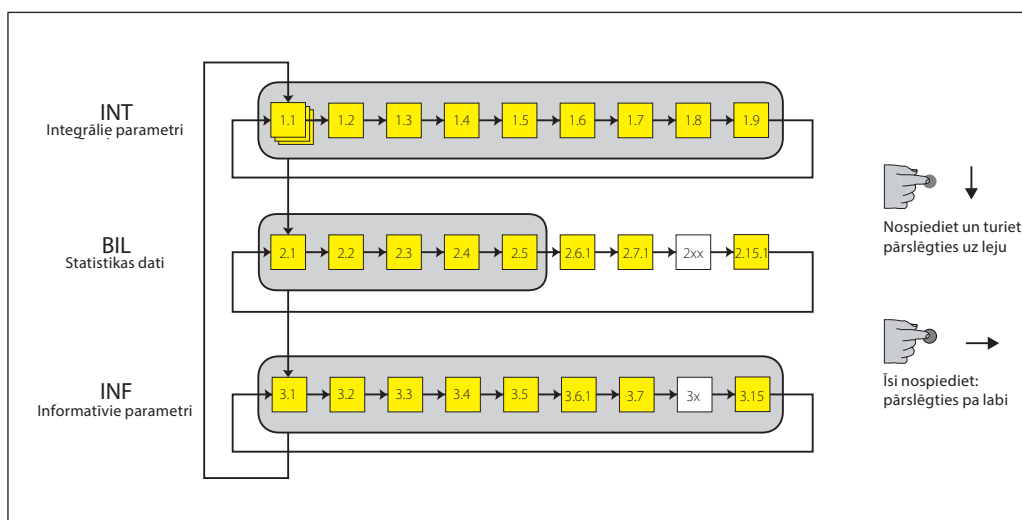 INT
Integrālie parametri
1.1 1.2 1.3 1.4 1.5 1.6 1.7 1.8 1.9
BIL
Statistikas dati
2.1 2.2 2.3 2.4 2.5 2.6.1 2.7.1 2xx 2.15.1
INF
Informatīvie parametri
3.1 3.2 3.3 3.4 3.5 3.6.1 3.7 3x 3.15
Nospiediet un turiet
pārslēgties uz leju
Īsi nospiediet:
pārslēgties pa labi